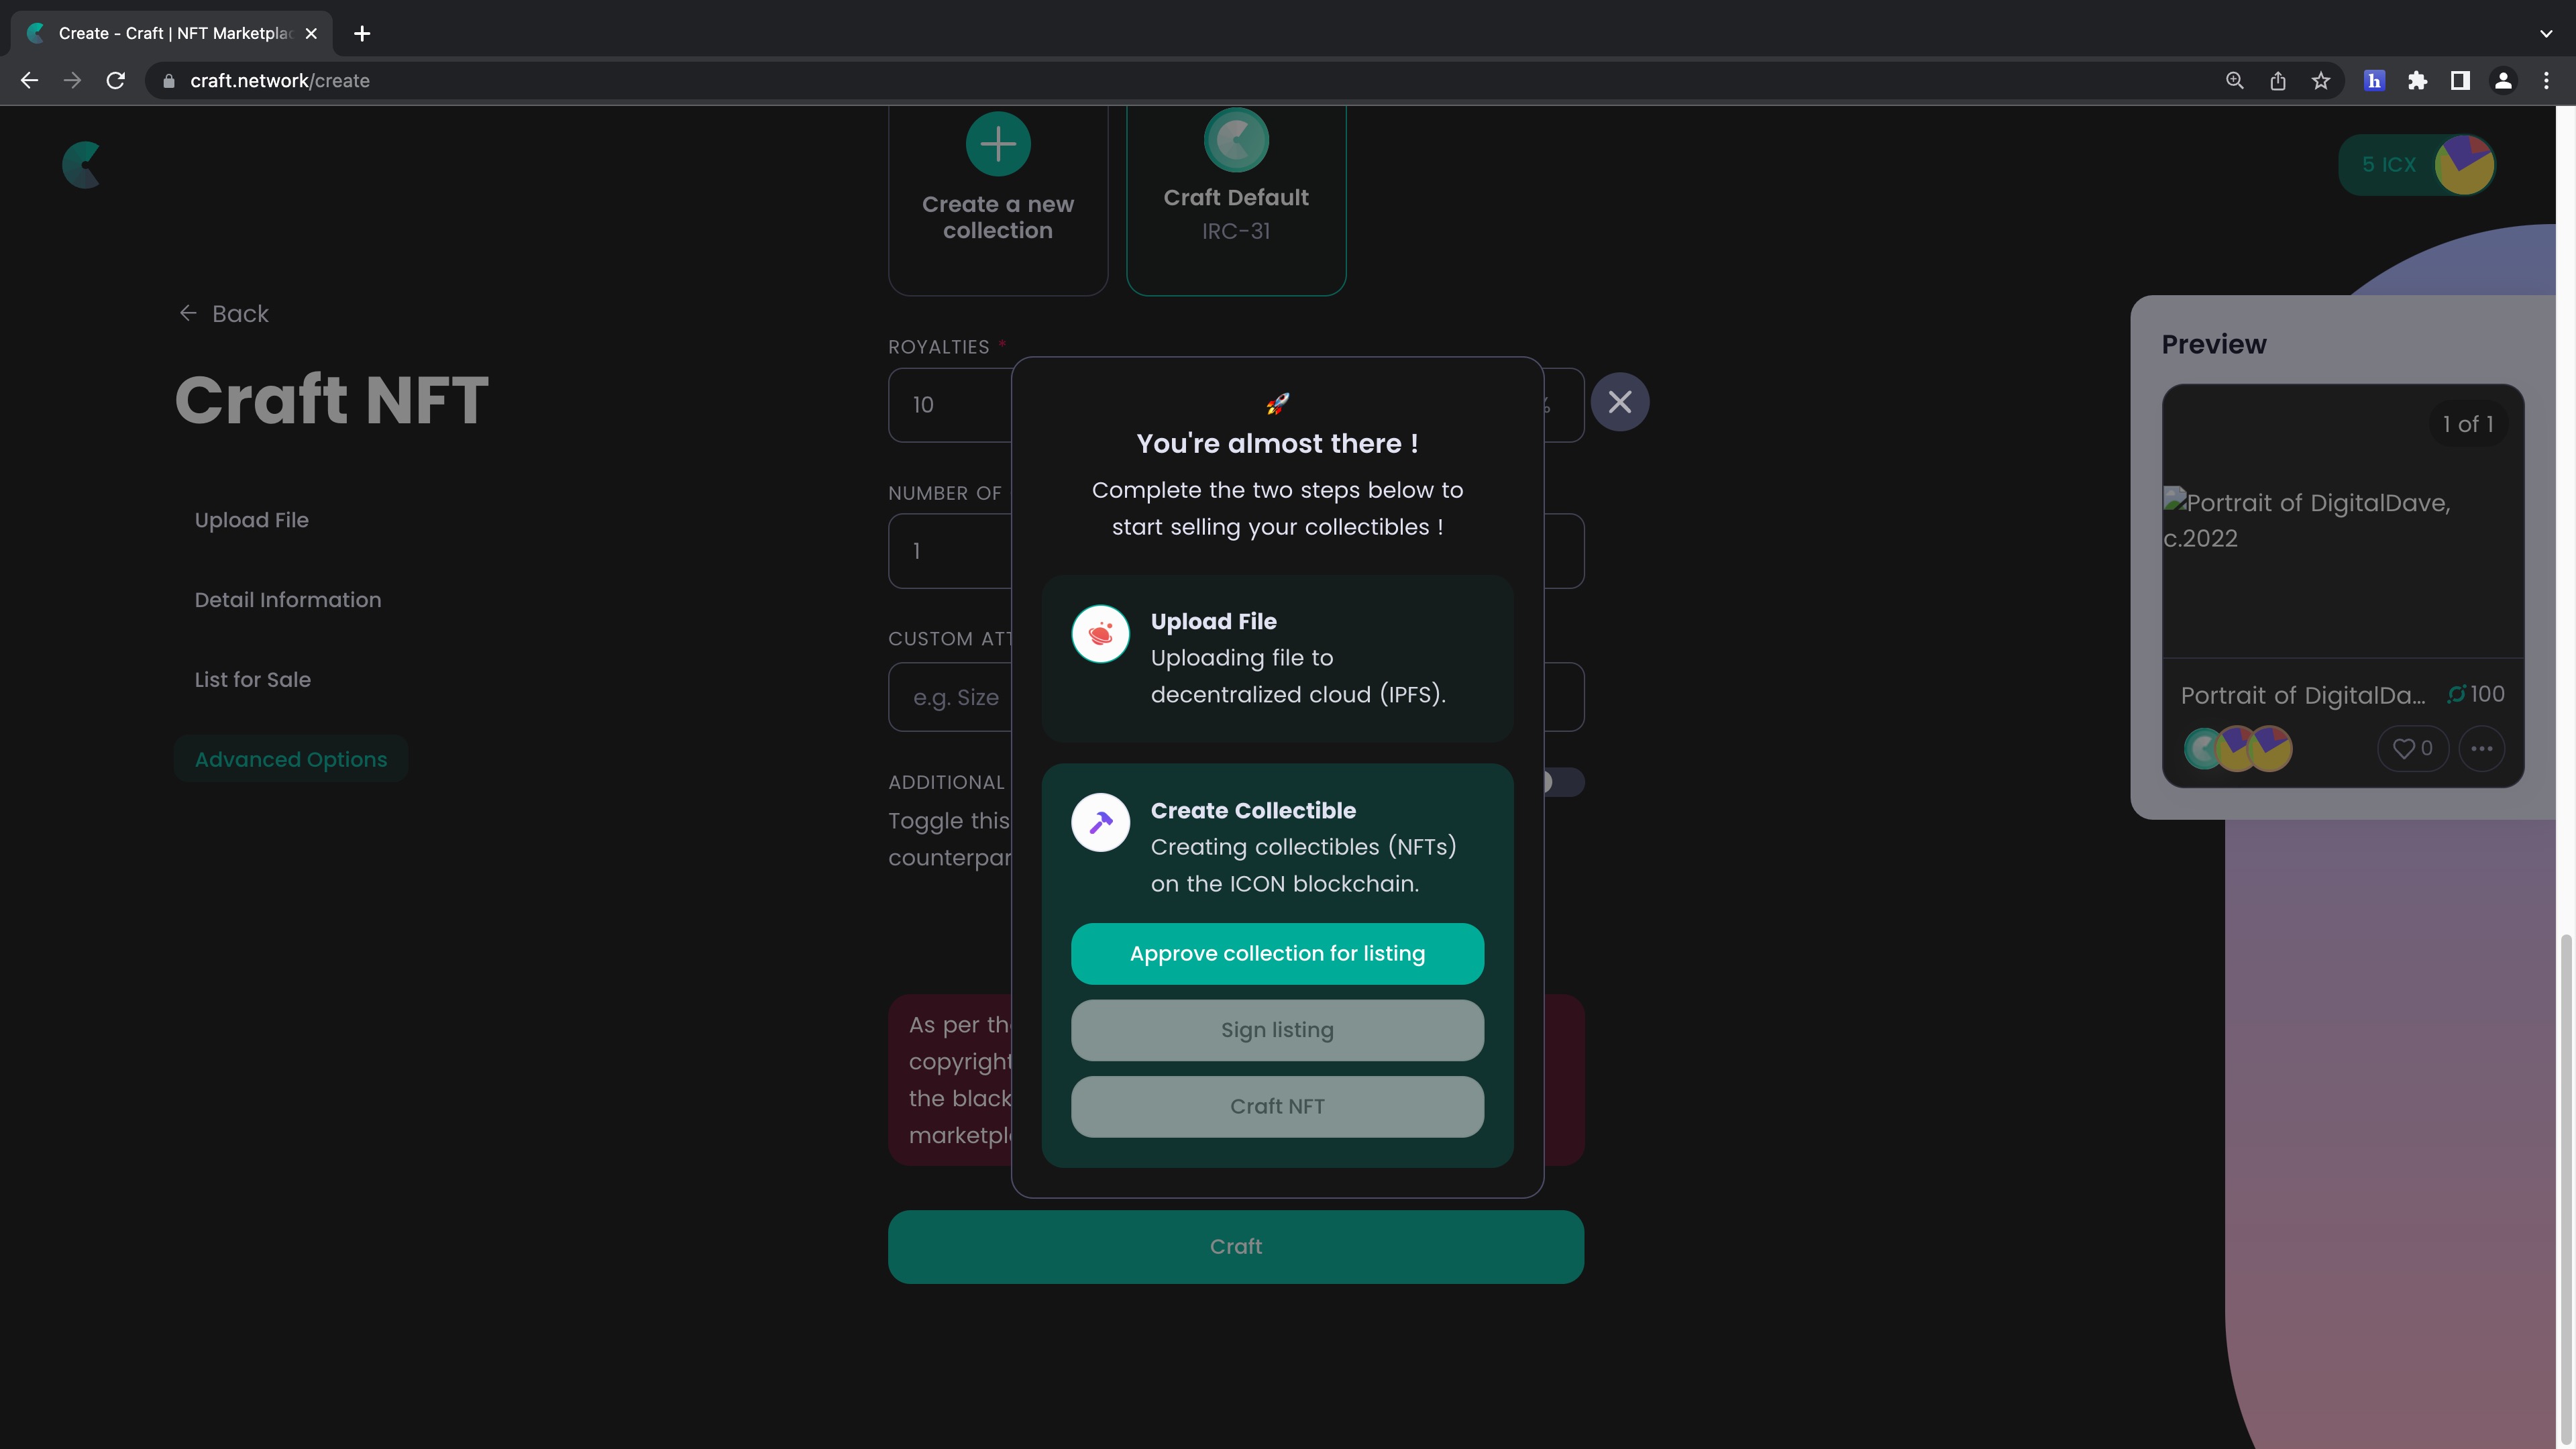 Create - Craft | NFT Marketplac
craft.network/create
h
Create a new
collection
Craft Default
IRC-31
5 ICX
Back
Craft NFT
Upload File
Detail Information
List for Sale
Advanced Options
ROYALTIES *
10
%
NUMBER OF
1
CUSTOM ATT
e.g. Size
ADDITIONAL
Toggle this
counterpar
As per th
copyright
the black
marketpl
Craft
You're almost there !
Complete the two steps below to
start selling your collectibles !
Upload File
Uploading file to
decentralized cloud (IPFS).
Create Collectible
Creating collectibles (NFTs)
on the ICON blockchain.
Approve collection for listing
Sign listing
Craft NFT
Preview
1 of 1
Portrait of DigitalDave,
c.2022
Portrait of DigitalDa... 100
0